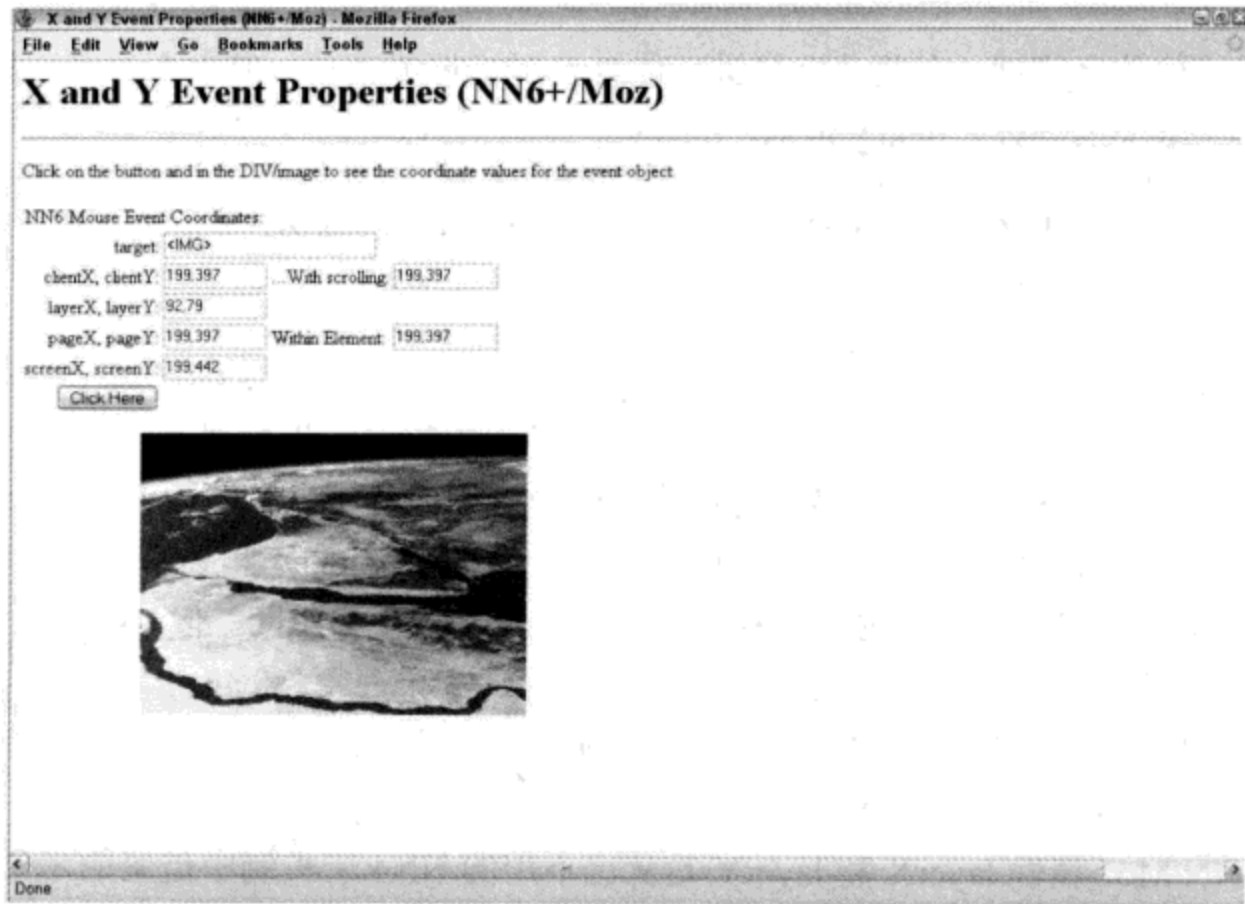 X and Y Event Properties (NN6+/Moz) - Mozilla Firefox
File Edit View Go Bookmarks Tools Help
X and Y Event Properties (NN6+/Moz)
Click on the button and in the DIV/image to see the coordinate values for the event object
NN6 Mouse Event Coordinates:
target: <IMG>
clientX, clientY: 199,397 ...With scrolling: 199,397
layerX, layerY: 92,79
pageX, pageY: 199,397 Within Element: 199,397
screenX, screenY: 199,442
Click Here
Done